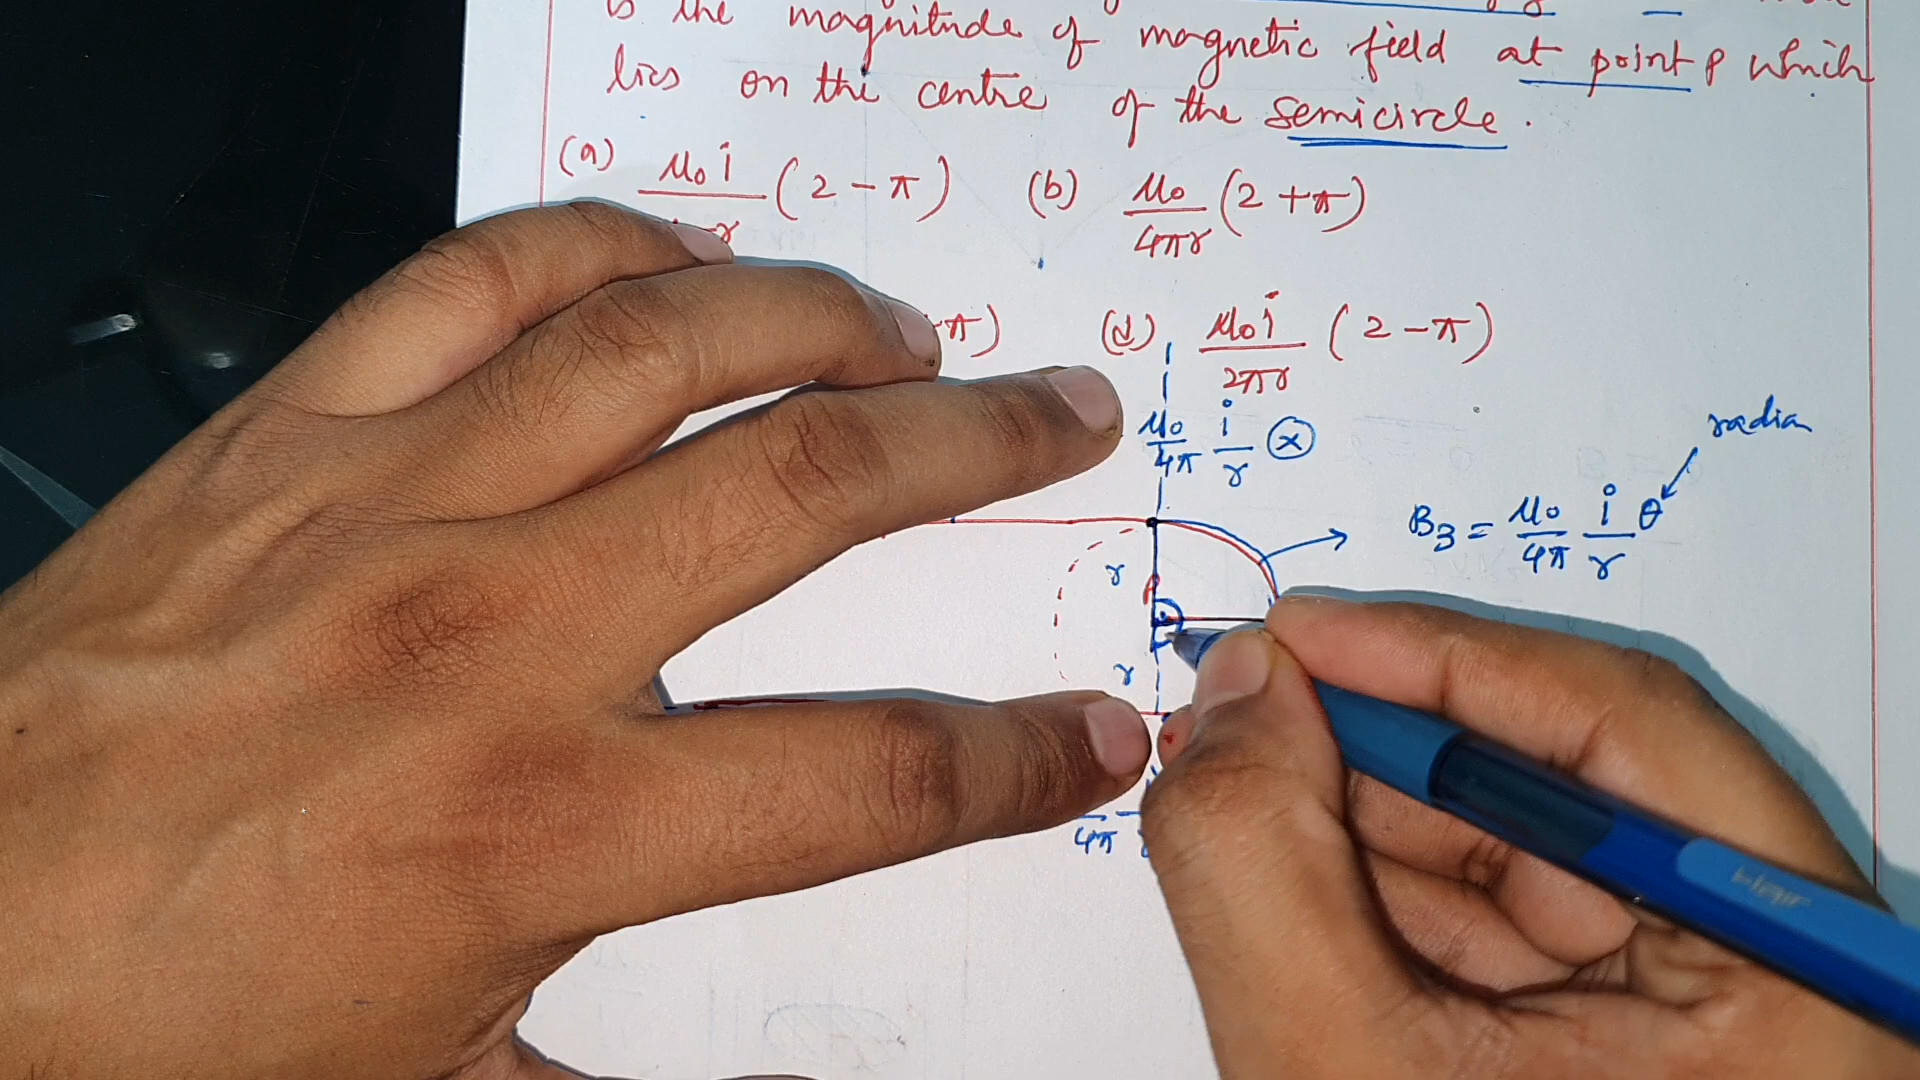 is the magnitude of magnetic field at point P which
lies on the centre of the semicircle.
(a) μ₀i/ r (2 - π) (b) μ₀/4πr (2 + π)
π) (d) μ₀i/2πr (2 - π)
μ₀/4π i/r ⊗
radian
B₃ = μ₀/4π i/r θ
r
r
4π